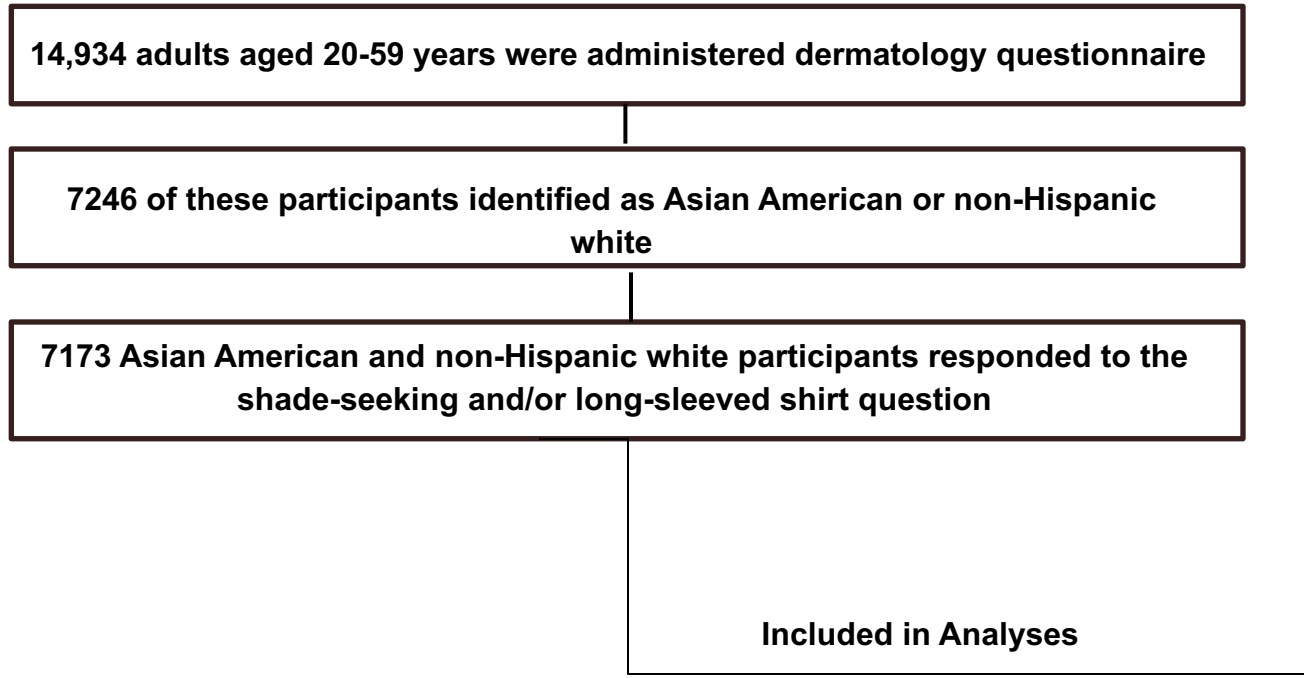 14,934 adults aged 20-59 years were administered dermatology questionnaire
7246 of these participants identified as Asian American or non-Hispanic
white
7173 Asian American and non-Hispanic white participants responded to the
shade-seeking and/or long-sleeved shirt question
Included in Analyses